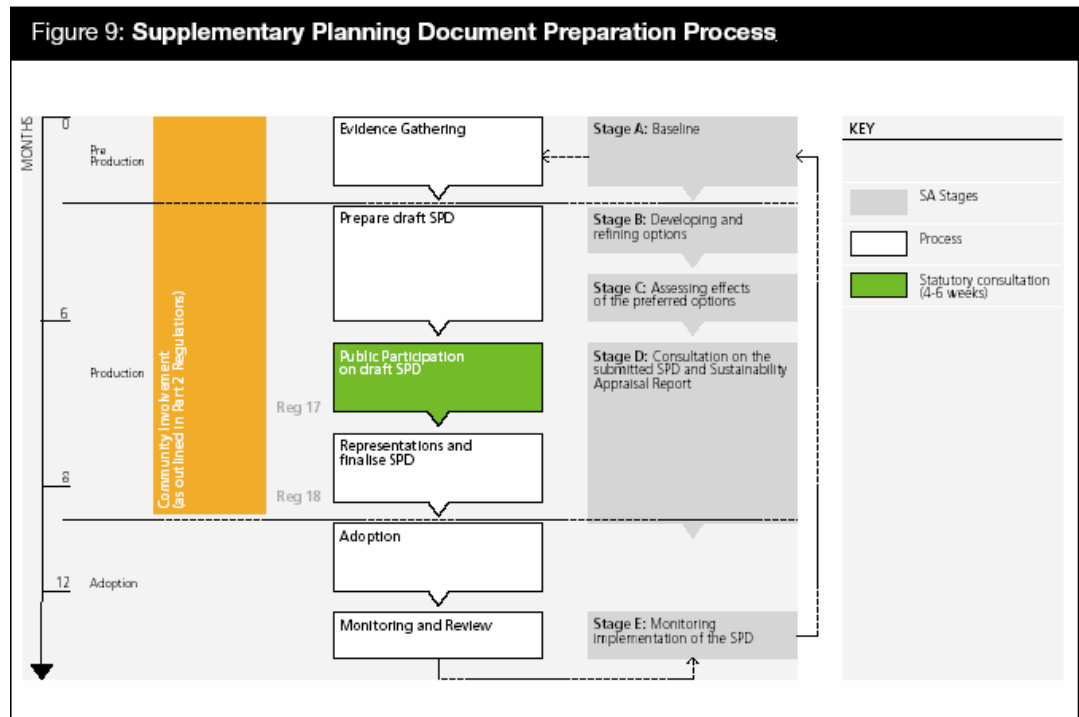 Figure 9: Supplementary Planning Document Preparation Process
MONTHS
0
Pre
Production
6
Production
8
12
Adoption
Community Involvement
(as outlined in Part 2 Regulations)
Reg 17
Reg 18
Evidence Gathering
Prepare draft SPD
Public Participation
on draft SPD
Representations and
finalise SPD
Adoption
Monitoring and Review
Stage A: Baseline
Stage B: Developing and
refining options
Stage C: Assessing effects
of the preferred options
Stage D: Consultation on the
submitted SPD and Sustainability
Appraisal Report
Stage E: Monitoring
implementation of the SPD
KEY
SA Stages
Process
Statutory consultation
(4-6 weeks)